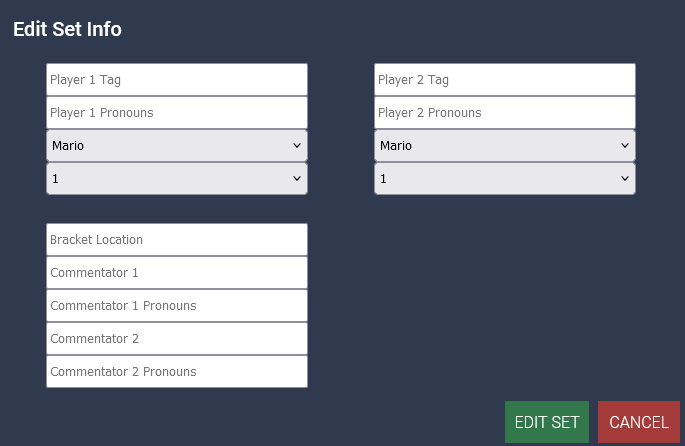 Edit Set Info
Player 1 Tag
Player 1 Pronouns
Mario
1
Player 2 Tag
Player 2 Pronouns
Mario
1
Bracket Location
Commentator 1
Commentator 1 Pronouns
Commentator 2
Commentator 2 Pronouns
EDIT SET
CANCEL